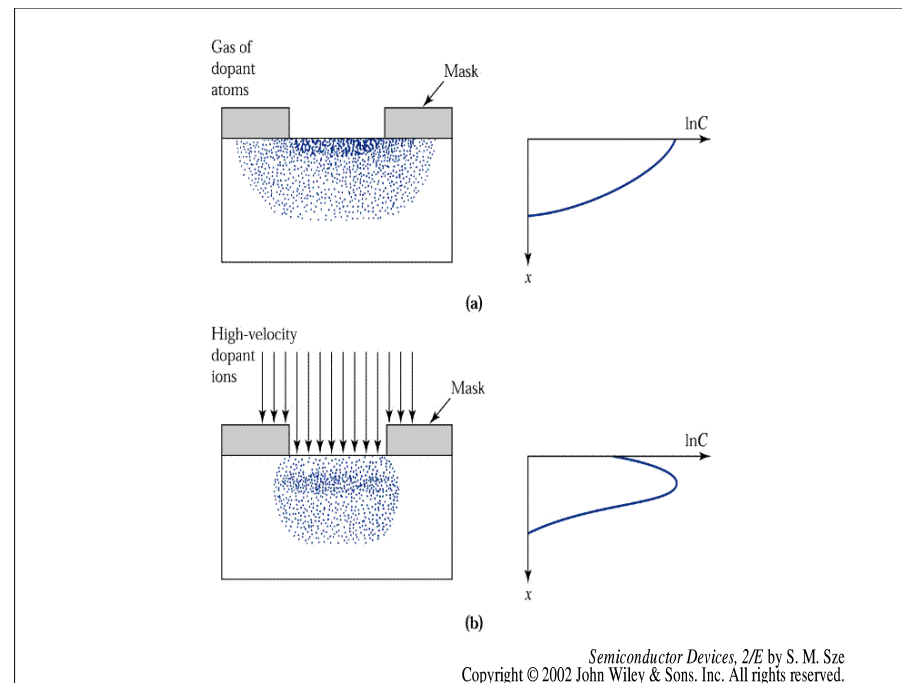 Gas of
dopant
atoms
Mask
lnC
x
(a)
High-velocity
dopant
ions
Mask
lnC
x
(b)
Semiconductor Devices, 2/E by S. M. Sze
Copyright © 2002 John Wiley & Sons. Inc. All rights reserved.